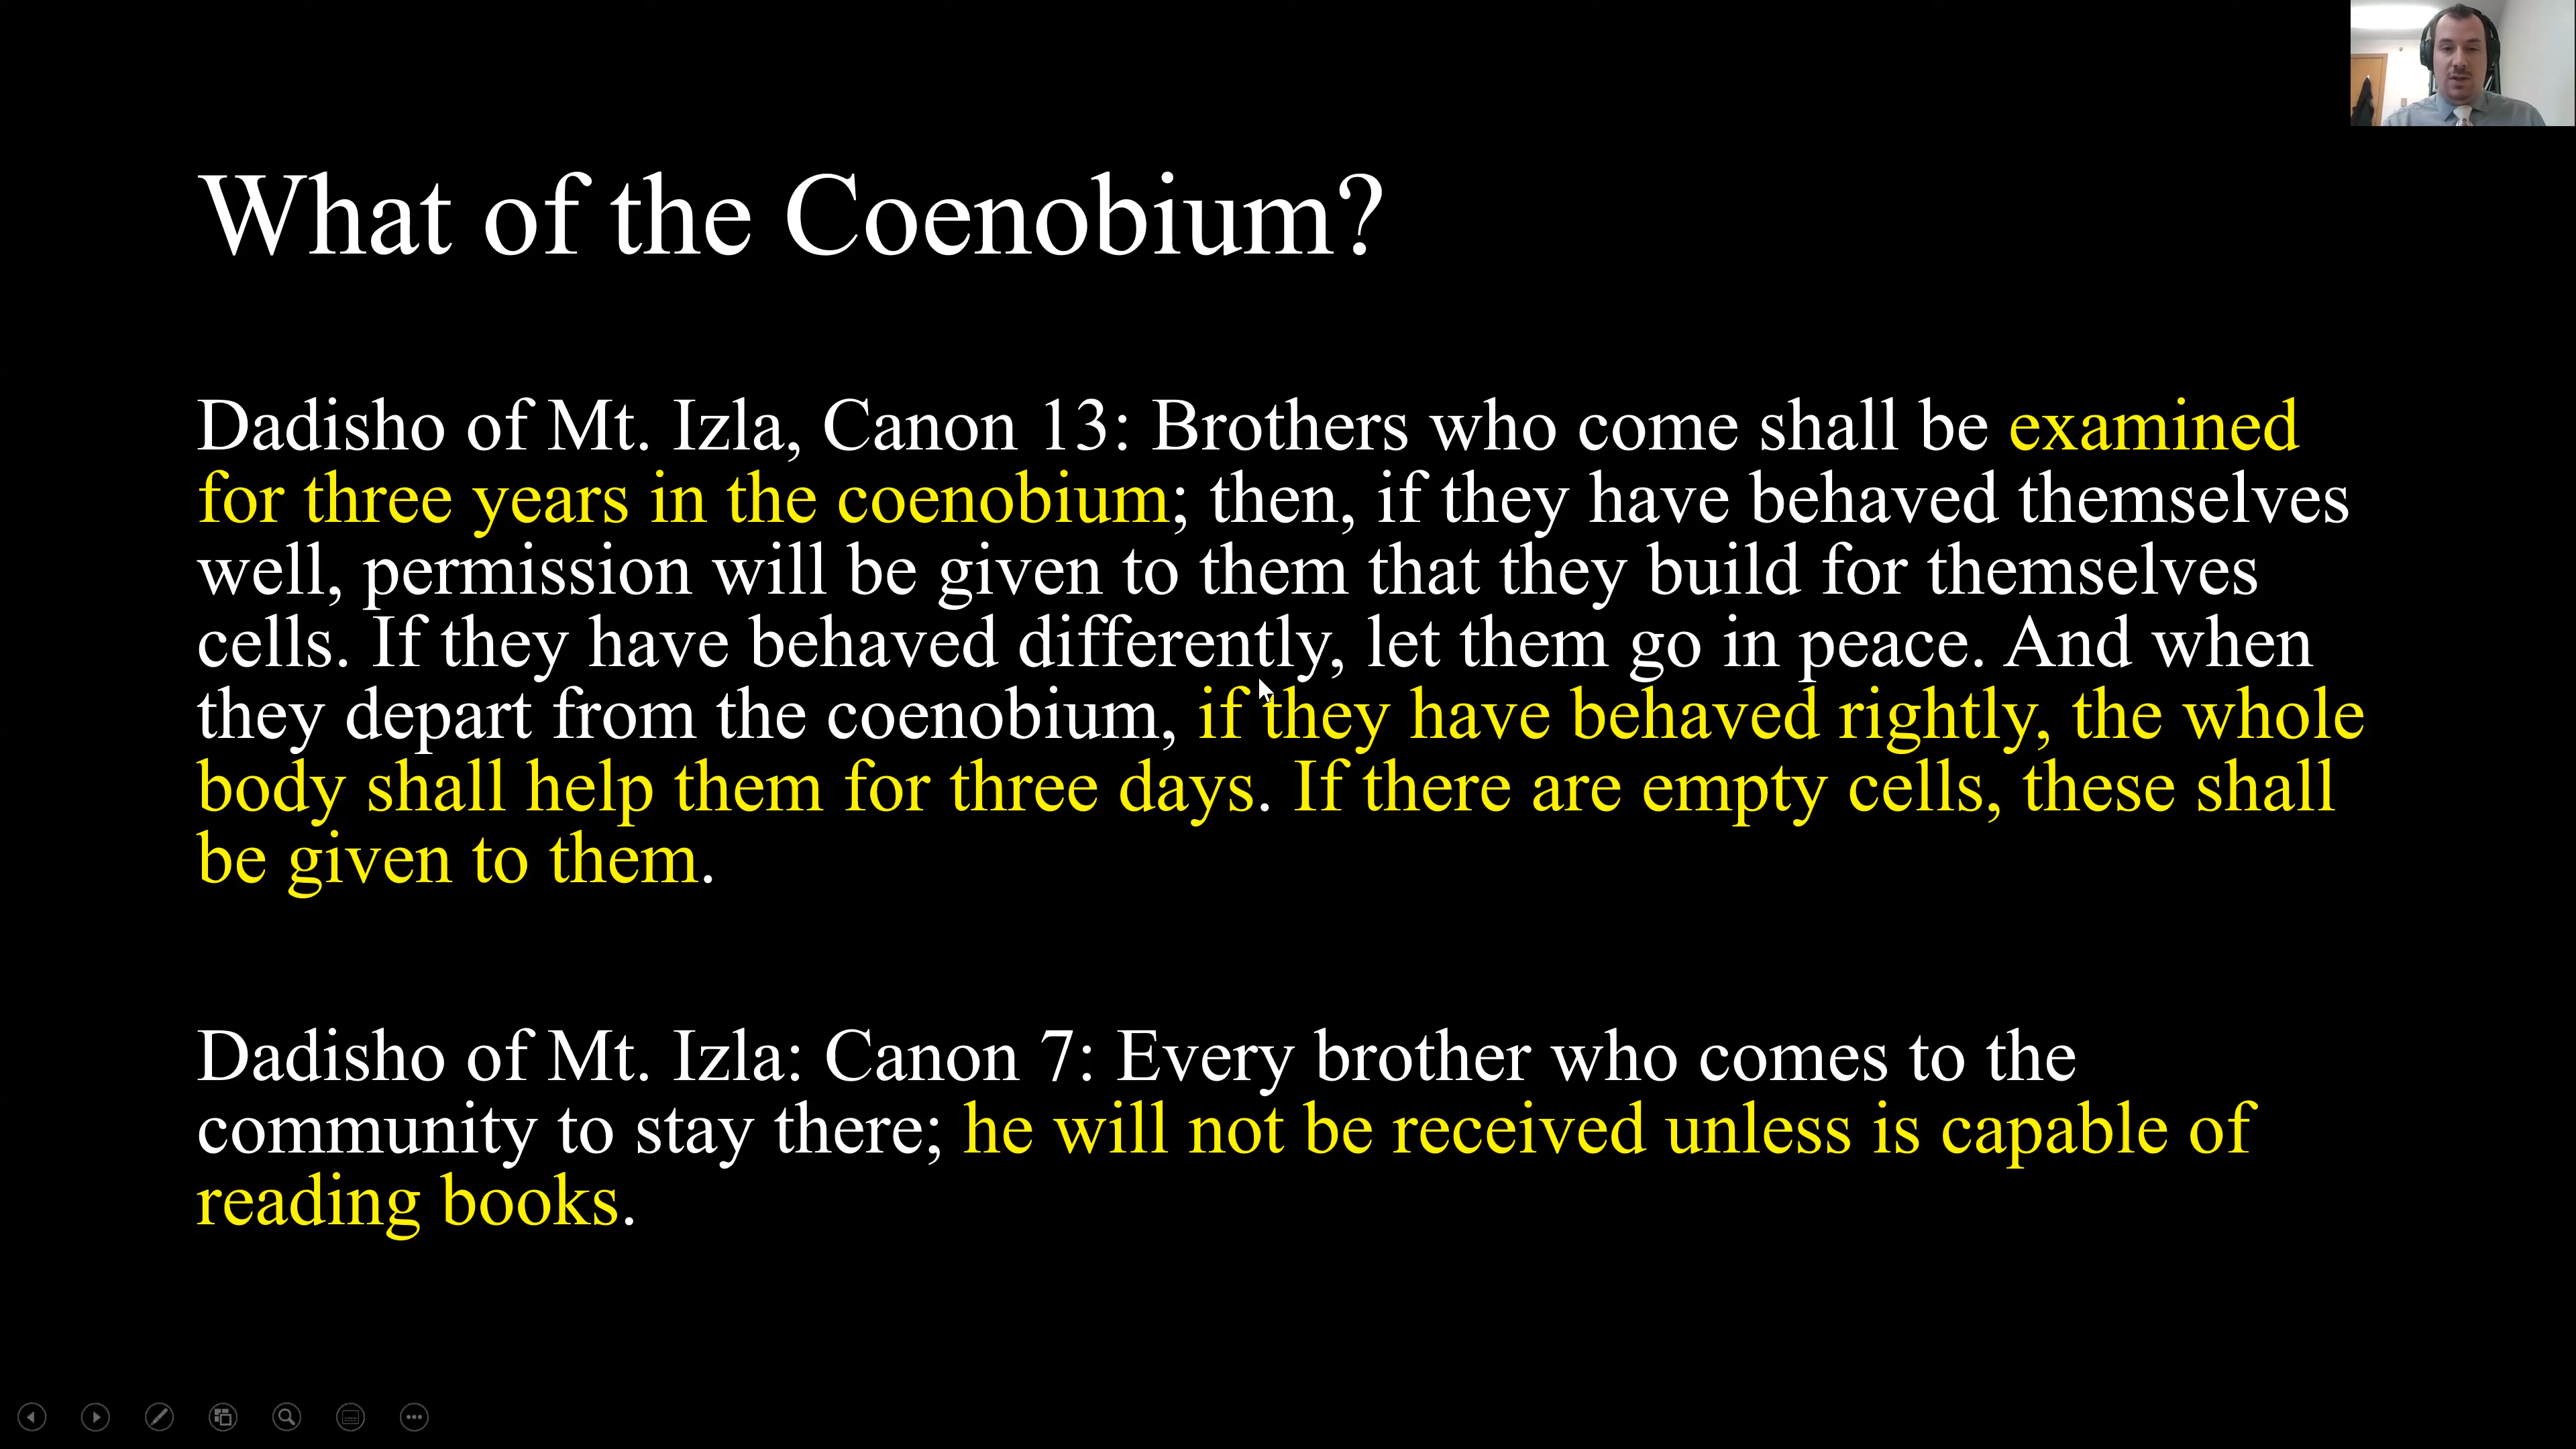 What of the Coenobium?
Dadisho of Mt. Izla, Canon 13: Brothers who come shall be examined
for three years in the coenobium; then, if they have behaved themselves
well, permission will be given to them that they build for themselves
cells. If they have behaved differently, let them go in peace. And when
they depart from the coenobium, if they have behaved rightly, the whole
body shall help them for three days. If there are empty cells, these shall
be given to them.
Dadisho of Mt. Izla: Canon 7: Every brother who comes to the
community to stay there; he will not be received unless is capable of
reading books.